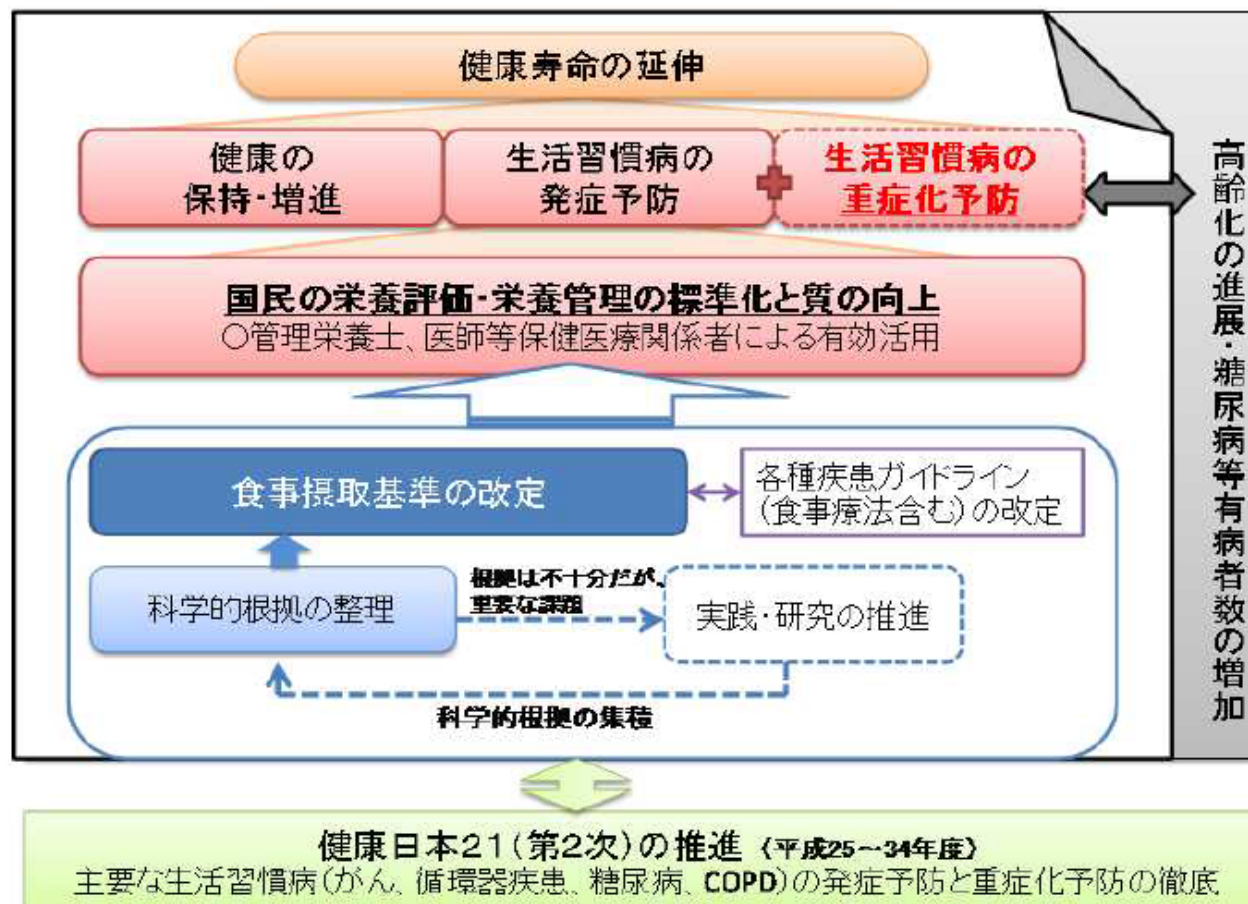 健康寿命の延伸
健康の
保持・増進
生活習慣病の
発症予防
生活習慣病の
重症化予防
国民の栄養評価・栄養管理の標準化と質の向上
○管理栄養士、医師等保健医療関係者による有効活用
食事摂取基準の改定
各種疾患ガイドライン
(食事療法含む)の改定
科学的根拠の整理
根拠は不十分だが、
重要な課題
実践・研究の推進
科学的根拠の集積
高齢化の進展・糖尿病等有病者数の増加
健康日本21(第2次)の推進 (平成25~34年度)
主要な生活習慣病(がん、循環器疾患、糖尿病、COPD)の発症予防と重症化予防の徹底